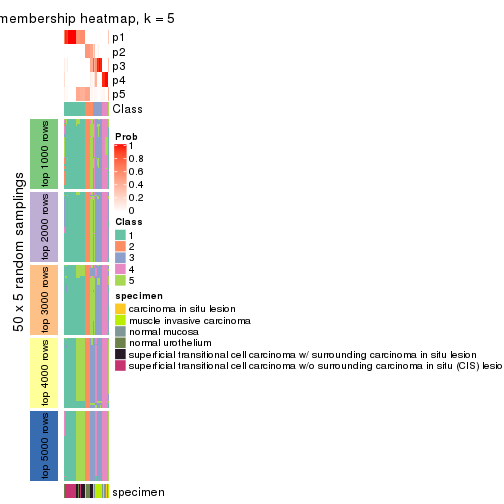 membership heatmap, k = 5
p1
p2
p3
p4
p5
Class
50 x 5 random samplings
top 1000 rows
top 2000 rows
top 3000 rows
top 4000 rows
top 5000 rows
Prob
1
0.8
0.6
0.4
0.2
0
Class
1
2
3
4
5
specimen
carcinoma in situ lesion
muscle invasive carcinoma
normal mucosa
normal urothelium
superficial transitional cell carcinoma w/ surrounding carcinoma in situ lesion
superficial transitional cell carcinoma w/o surrounding carcinoma in situ (CIS) lesio
specimen